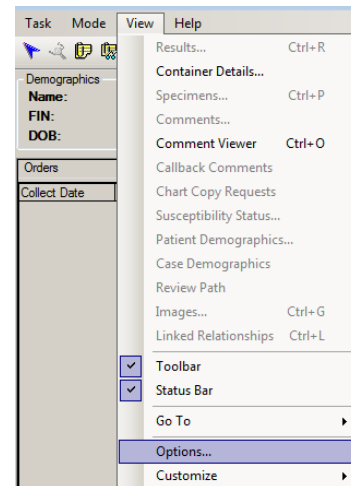 Task Mode View Help
Demographics
Name:
FIN:
DOB:
Orders
Collect Date
Results... Ctrl+R
Container Details...
Specimens... Ctrl+P
Comments...
Comment Viewer Ctrl+O
Callback Comments
Chart Copy Requests
Susceptibility Status...
Patient Demographics...
Case Demographics
Review Path
Images... Ctrl+G
Linked Relationships Ctrl+L
Toolbar
Status Bar
Go To
Options...
Customize